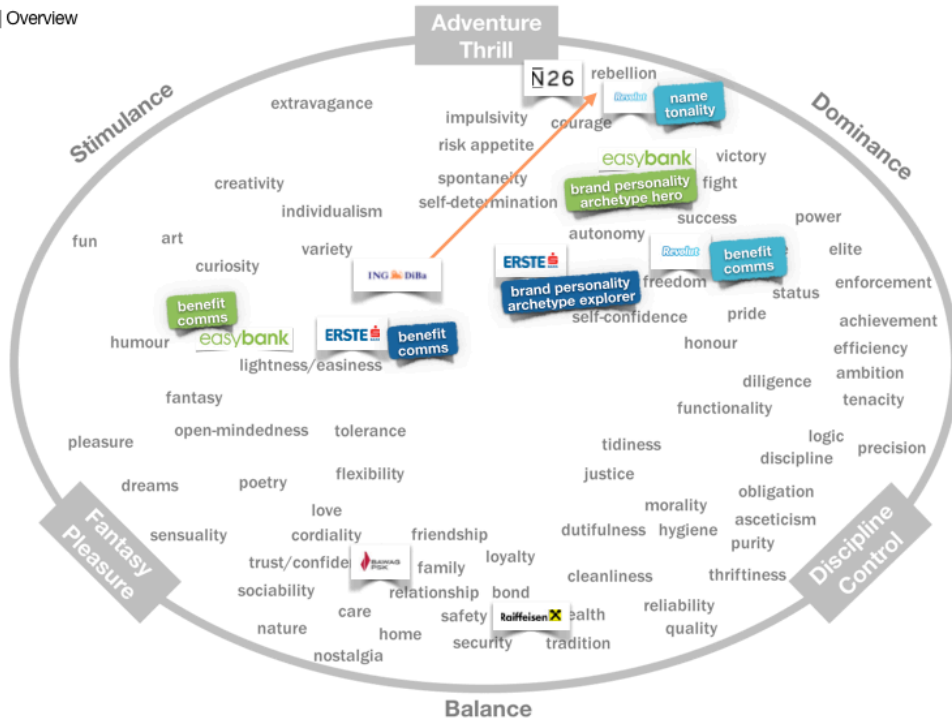 Overview
Adventure
Thrill
Stimulance
Dominance
N26
rebellion
extravagance
Revolut
name
tonality
impulsivity
courage
risk appetite
easybank
victory
spontaneity
brand personality
archetype hero
fight
creativity
self-determination
individualism
success
power
fun
art
variety
autonomy
Revolut
benefit
comms
elite
curiosity
ING DiBa
ERSTE
freedom
enforcement
brand personality
archetype explorer
status
benefit
comms
self-confidence
pride
achievement
humour
easybank
ERSTE
benefit
comms
honour
efficiency
lightness/easiness
ambition
diligence
fantasy
functionality
tenacity
open-mindedness
tolerance
logic
pleasure
tidiness
precision
discipline
flexibility
justice
dreams
poetry
obligation
love
morality
Fantasy
Pleasure
sensuality
cordiality
friendship
dutifulness
hygiene
asceticism
purity
Discipline
Control
trust/confide
BAWAG
PSK
family
loyalty
cleanliness
thriftiness
sociability
relationship
bond
care
safety
Raiffeisen
ealth
reliability
nature
home
quality
security
tradition
nostalgia
Balance